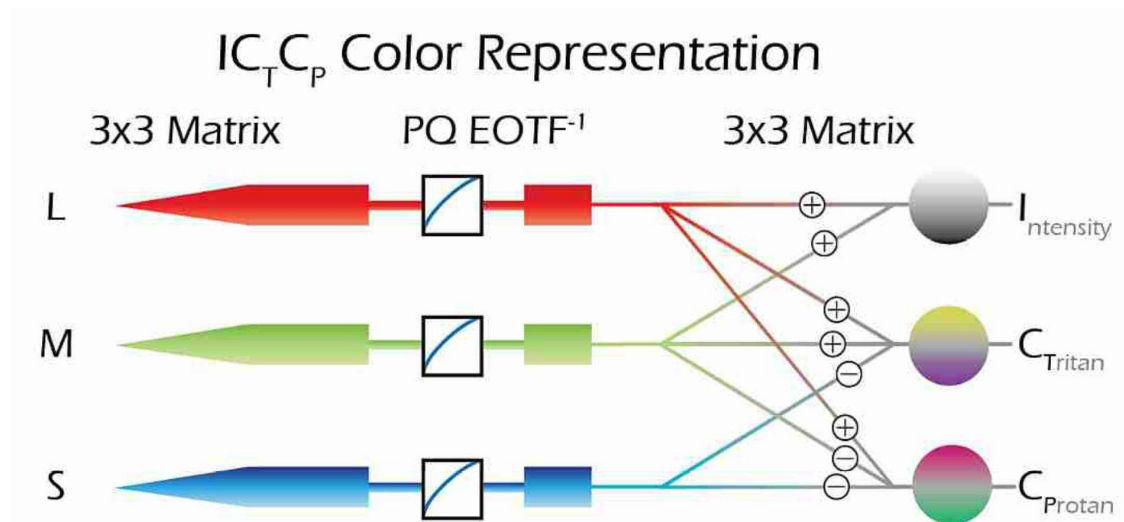 ICTCP Color Representation
3x3 Matrix PQ EOTF-1 3x3 Matrix
L + Intensity
+
+
M + CTritan
−
+
−
S − CProtan